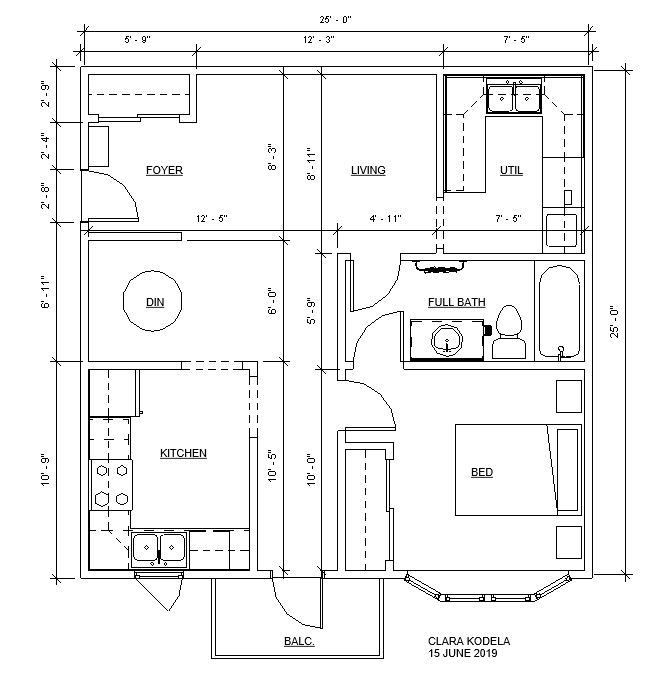 25' - 0"
5' - 9"
12' - 3"
7' - 5"
2' - 9"
2' - 4"
2' - 8"
6' - 11"
10' - 9"
FOYER
8' - 3"
8' - 11"
LIVING
UTIL
12' - 5"
4' - 11"
7' - 5"
DIN
6' - 0"
5' - 9"
FULL BATH
25' - 0"
KITCHEN
10' - 5"
10' - 0"
BED
BALC.
CLARA KODELA
15 JUNE 2019